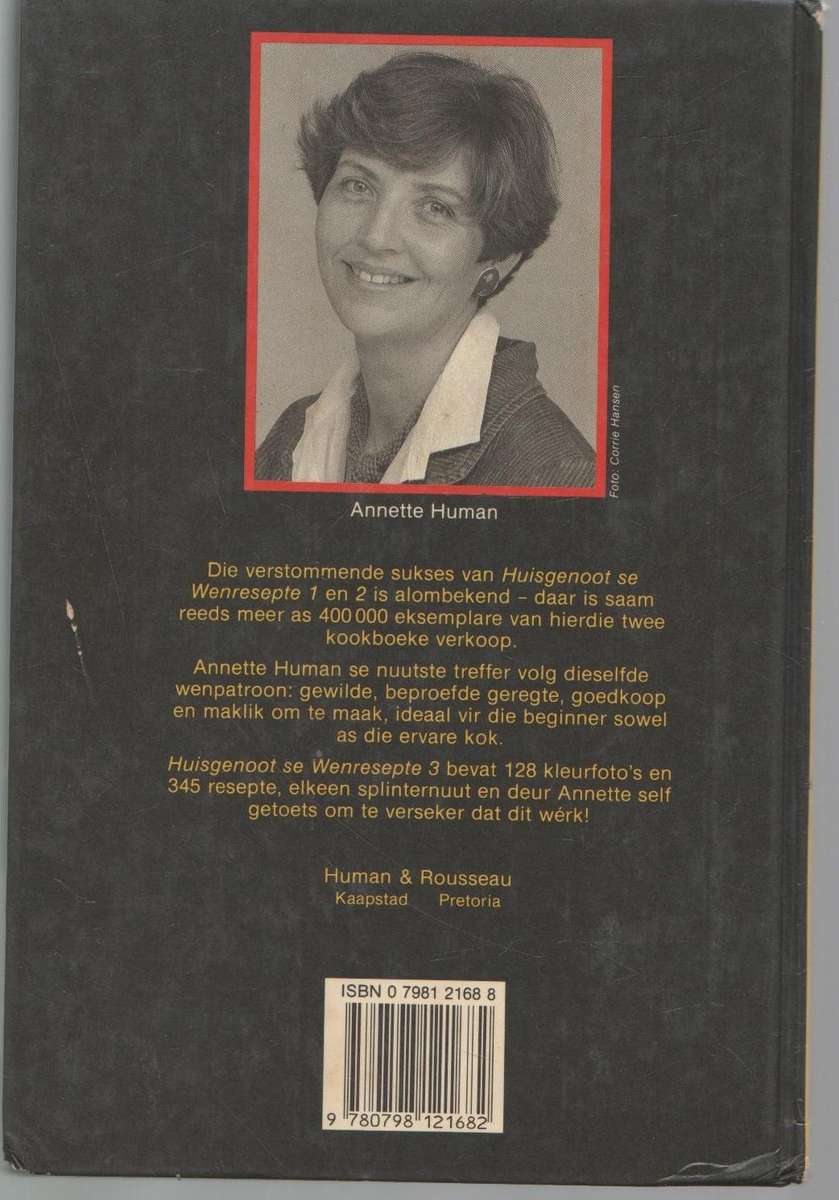 Foto: Corrie Hansen
Annette Human
Die verstommende sukses van Huisgenoot se
Wenresepte 1 en 2 is alombekend – daar is saam
reeds meer as 400 000 eksemplare van hierdie twee
kookboeke verkoop.
Annette Human se nuutste treffer volg dieselfde
wenpatroon: gewilde, beproefde geregte, goedkoop
en maklik om te maak, ideaal vir die beginner sowel
as die ervare kok.
Huisgenoot se Wenresepte 3 bevat 128 kleurfoto's en
345 resepte, elkeen splinternuut en deur Annette self
getoets om te verseker dat dit wérk!
Human & Rousseau
Kaapstad Pretoria
ISBN 0 7981 2168 8
9 780798 121682